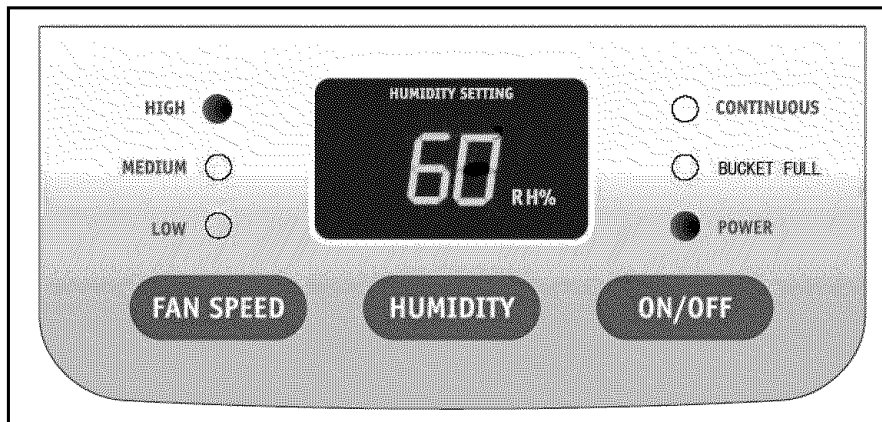 HUMIDITY SETTING
HIGH
60
CONTINUOUS
MEDIUM
BUCKET FULL
RH%
LOW
POWER
FAN SPEED
HUMIDITY
ON/OFF